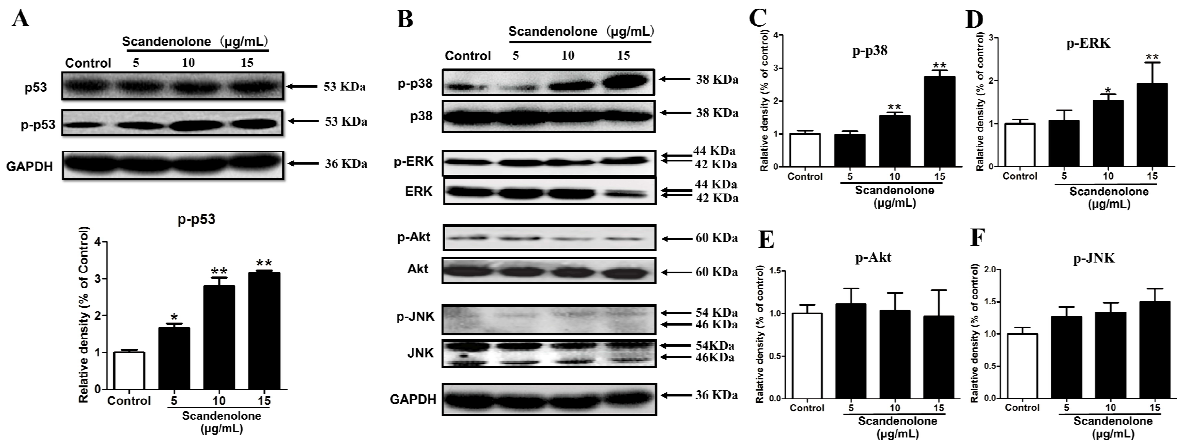 A
Scandenolone (μg/mL)
Control 5 10 15
p53 53 KDa
p-p53 53 KDa
GAPDH 36 KDa
p-p53
Relative density (% of Control)
4
3
2
1
0
* ** **
Control 5 10 15
Scandenolone
(μg/mL)
B
Scandenolone (μg/mL)
Control 5 10 15
p-p38 38 KDa
p38 38 KDa
p-ERK 44 KDa
42 KDa
ERK 44 KDa
42 KDa
p-Akt 60 KDa
Akt 60 KDa
p-JNK 54 KDa
46 KDa
JNK 54KDa
46KDa
GAPDH 36 KDa
C
p-p38
Ralative density (% of control)
4
3
2
1
0
** **
Control 5 10 15
Scandenolone
(μg/mL)
D
p-ERK
Ralative density (% of control)
3
2
1
0
* **
Control 5 10 15
Scandenolone
(μg/mL)
E
p-Akt
Ralative density (% of control)
1.5
1.0
0.5
0.0
Control 5 10 15
Scandenolone
(μg/mL)
F
p-JNK
Ralative density (% of control)
2.0
1.5
1.0
0.5
0.0
Control 5 10 15
Scandenolone
(μg/mL)